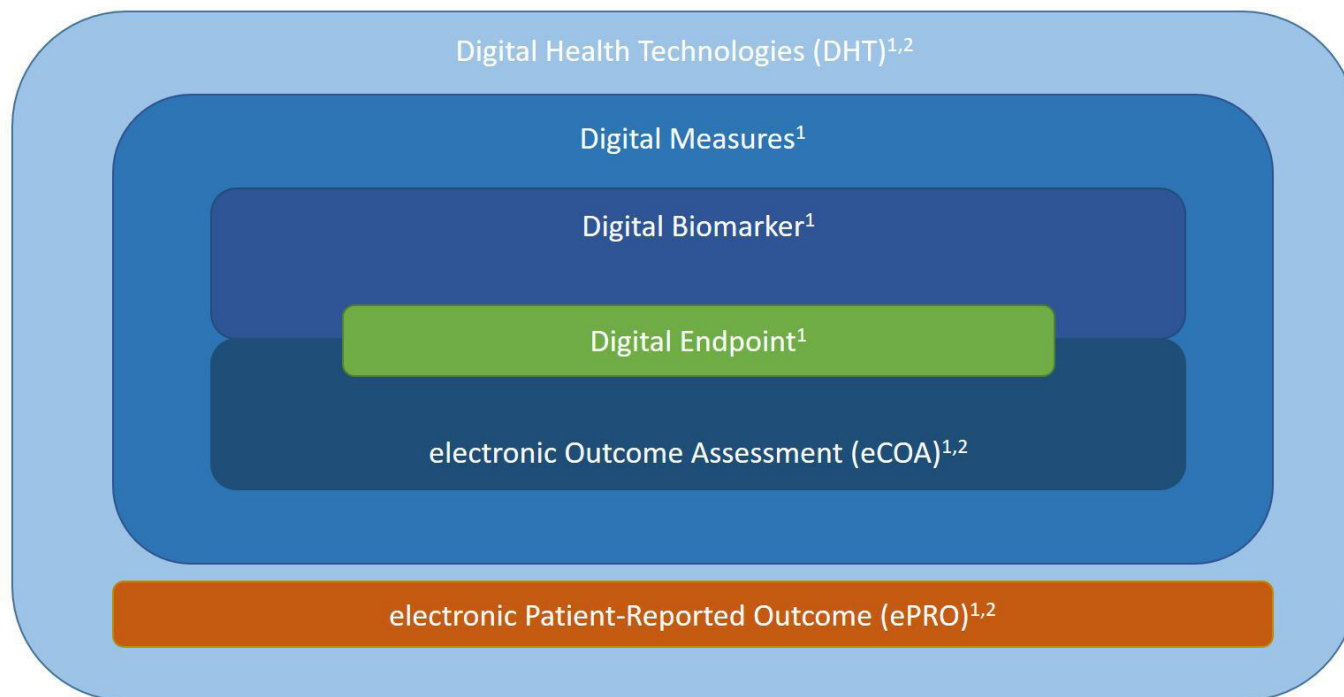 Digital Health Technologies (DHT)1,2
Digital Measures1
Digital Biomarker1
Digital Endpoint1
electronic Outcome Assessment (eCOA)1,2
electronic Patient-Reported Outcome (ePRO)1,2